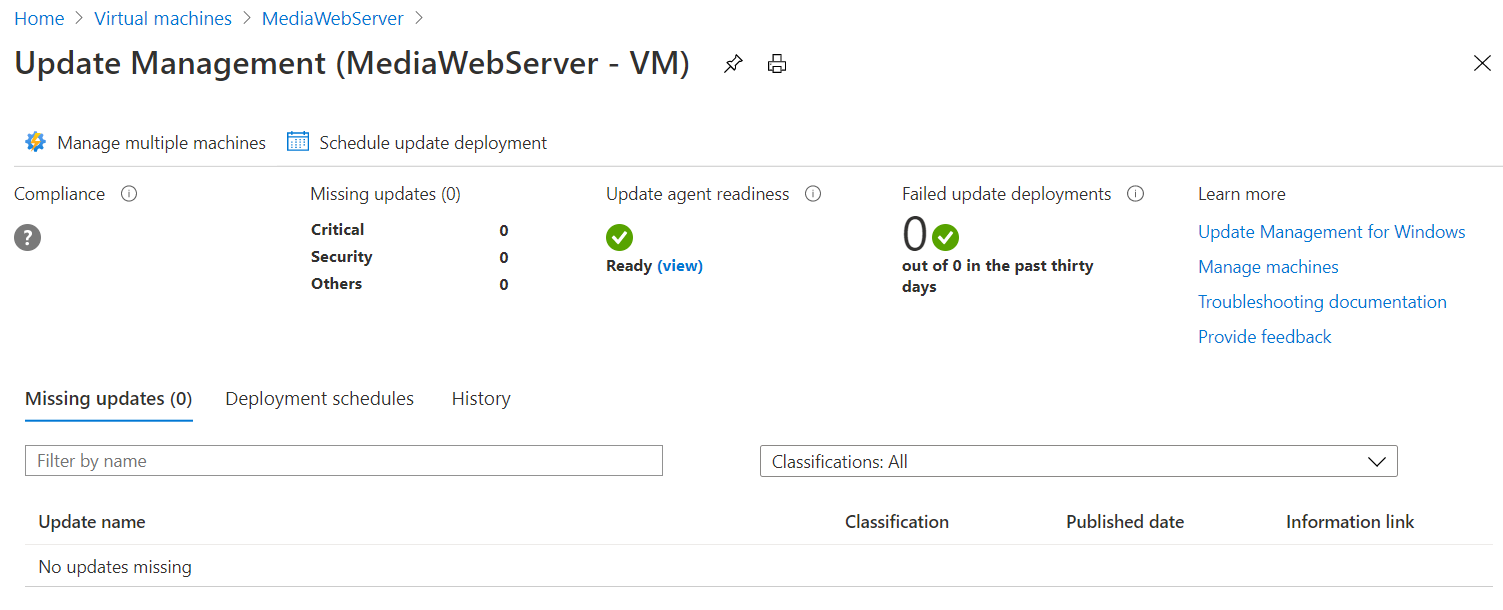 Home > Virtual machines > MediaWebServer >
Update Management (MediaWebServer - VM)
Manage multiple machines Schedule update deployment
Compliance
?
Missing updates (0)
Critical 0
Security 0
Others 0
Update agent readiness
Ready (view)
Failed update deployments
0
out of 0 in the past thirty
days
Learn more
Update Management for Windows
Manage machines
Troubleshooting documentation
Provide feedback
Missing updates (0) Deployment schedules History
Filter by name
Classifications: All
Update name Classification Published date Information link
No updates missing